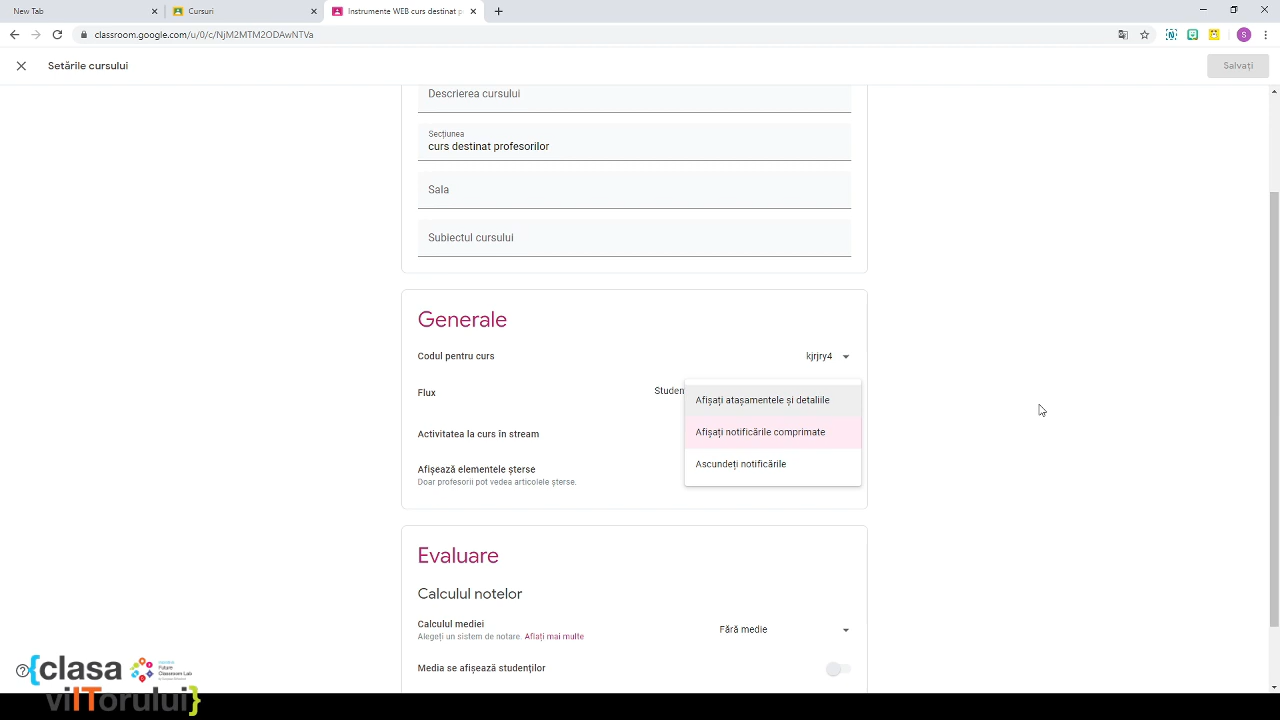 New Tab
Cursuri
Instrumente WEB curs destinat p
classroom.google.com/u/0/c/NjM2MTM2ODAwNTVa
S
Setările cursului
Salvați
Descrierea cursului
Secțiunea
curs destinat profesorilor
Sala
Subiectul cursului
Generale
Codul pentru curs
kjrjry4
Flux
Studen
Afișați atașamentele și detaliile
Afișați notificările comprimate
Activitatea la curs în stream
Ascundeți notificările
Afișează elementele șterse
Doar profesorii pot vedea articolele șterse.
Evaluare
Calculul notelor
Calculul mediei
Alegeți un sistem de notare. Aflați mai multe
Fără medie
Media se afișează studenților
{clasa
viITorului}
Future
Classroom Lab